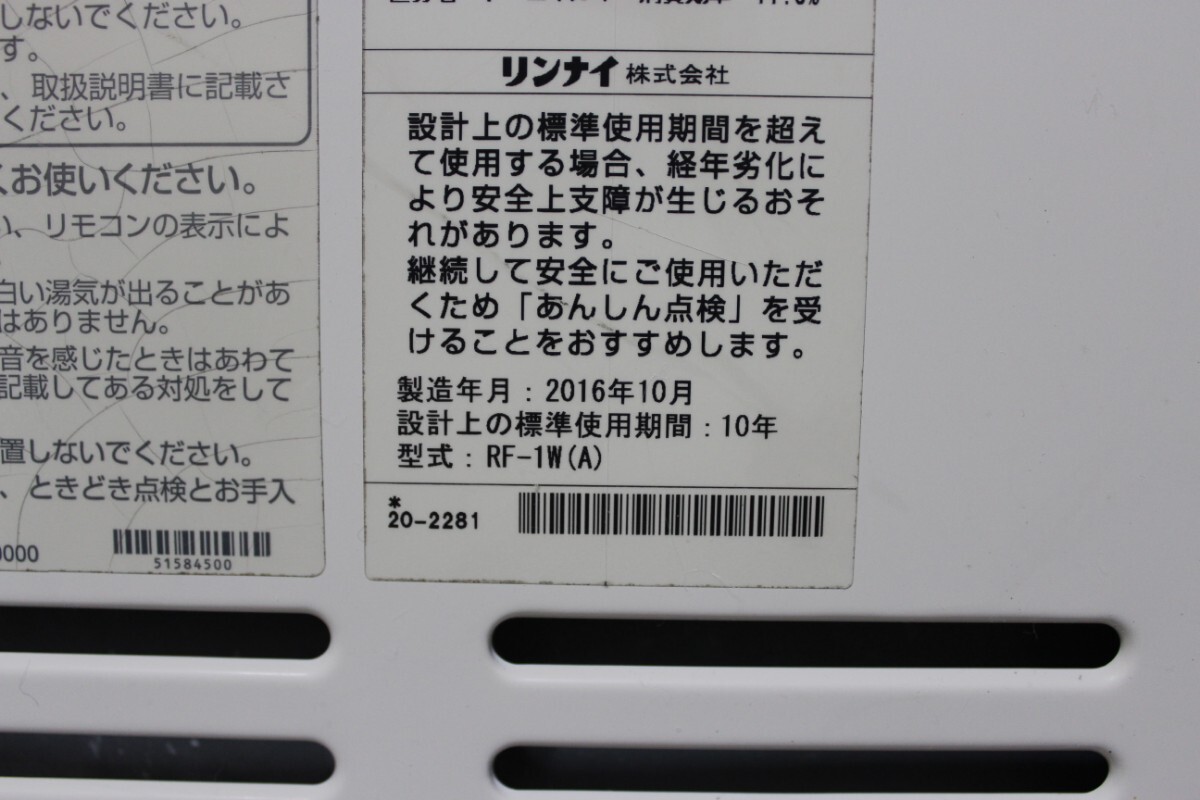 しないでください。
す。
、取扱説明書に記載さ
ください。
くお使いください。
い、リモコンの表示によ
白い湯気が出ることがあ
はありません。
音を感じたときはあわて
記載してある対処をして
置しないでください。
、ときどき点検とお手入
0000
51584500
リンナイ株式会社
設計上の標準使用期間を超え
て使用する場合、経年劣化に
より安全上支障が生じるおそ
れがあります。
継続して安全にご使用いただ
くため「あんしん点検」を受
けることをおすすめします。
製造年月：2016年10月
設計上の標準使用期間：10年
型式：RF-1W(A)
*
20-2281